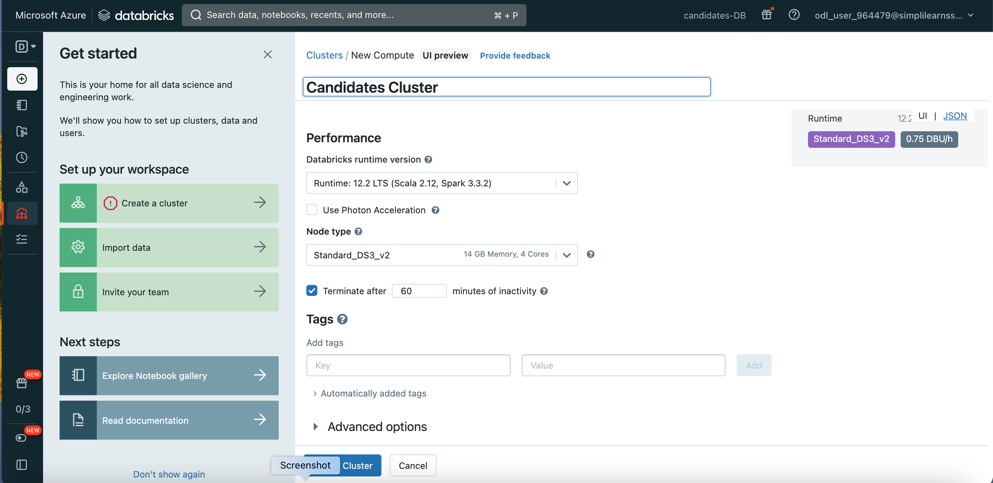 Microsoft Azure
databricks
Search data, notebooks, recents, and more...
⌘ + P
candidates-DB
odl_user_964479@simplilearnss...
D
Get started
This is your home for all data science and
engineering work.
We'll show you how to set up clusters, data and
users.
Set up your workspace
Create a cluster
Import data
Invite your team
Next steps
Explore Notebook gallery
Read documentation
Don't show again
NEW
0/3
NEW
Clusters / New Compute UI preview Provide feedback
Candidates Cluster
UI | JSON
Runtime
Standard_DS3_v2 0.75 DBU/h
Performance
Databricks runtime version ?
Runtime: 12.2 LTS (Scala 2.12, Spark 3.3.2)
Use Photon Acceleration ?
Node type ?
Standard_DS3_v2 14 GB Memory, 4 Cores ?
Terminate after 60 minutes of inactivity ?
Tags ?
Add tags
Key Value Add
Automatically added tags
Advanced options
Screenshot Cluster Cancel